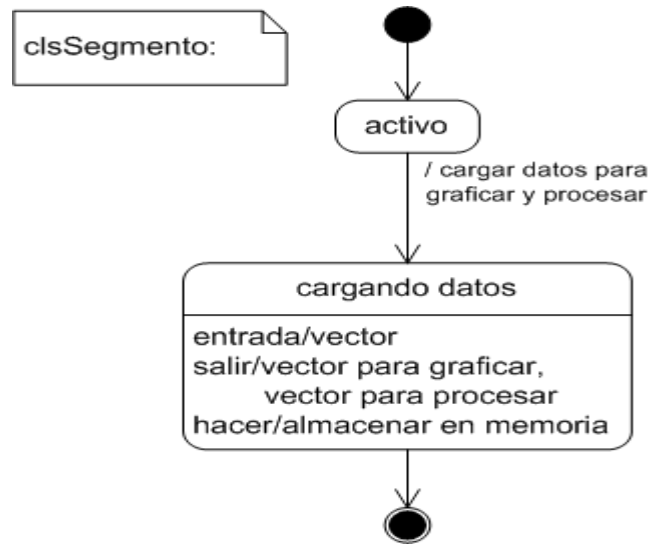 clsSegmento:
activo
/ cargar datos para
graficar y procesar
cargando datos
entrada/vector
salir/vector para graficar,
vector para procesar
hacer/almacenar en memoria